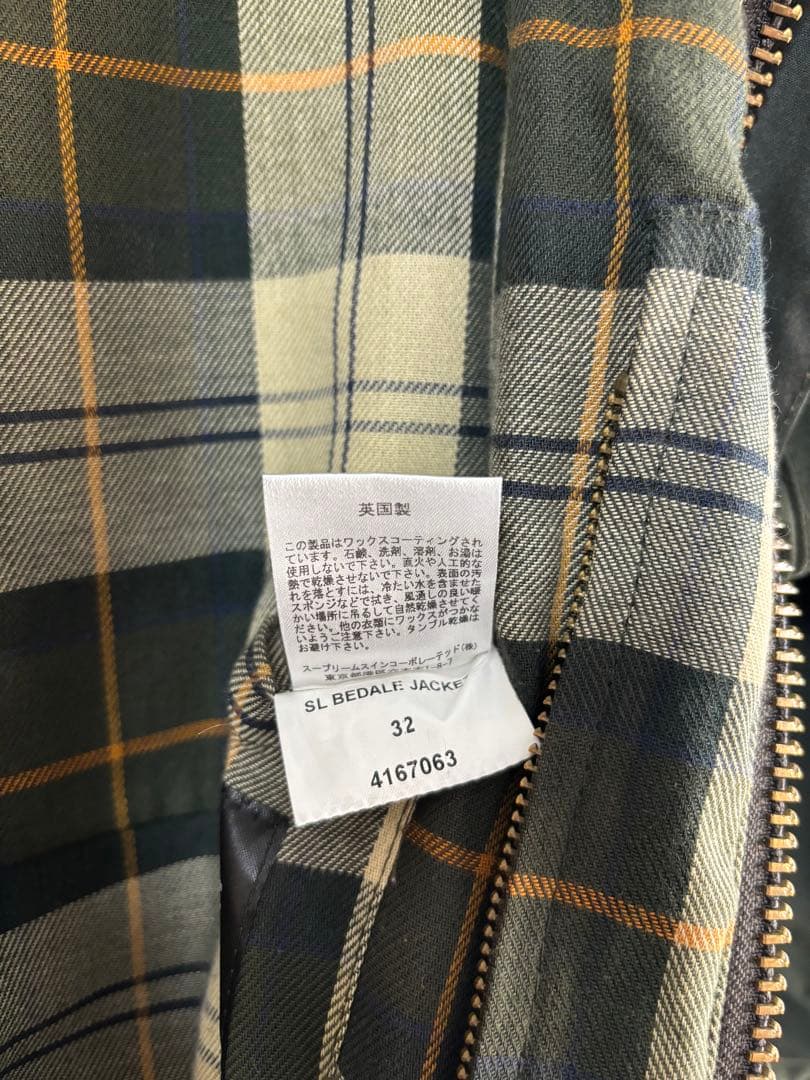 英国製
この製品はワックスコーティングされ
ています。石鹸、洗剤、溶剤、お湯は
使用しないで下さい。直火や人工的な
熱で乾燥させないで下さい。表面の汚
れを落とすには、冷たい水を含ませた
スポンジなどで拭き、風通しの良い暖
かい場所に吊るして自然乾燥させてく
ださい。他の衣類にワックスがつかな
いようご注意下さい。タンブル乾燥は
お避け下さい。
スープリームスインコーポレーテッド(株)
東京都港区
SL BEDALE JACKE
32
4167063